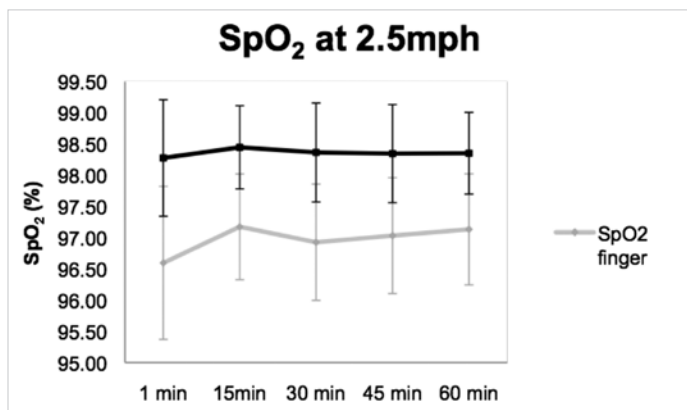 SpO₂ at 2.5mph
99.50
99.00
98.50
98.00
97.50
97.00
96.50
96.00
95.50
95.00
SpO₂ (%)
1 min 15min 30 min 45 min 60 min
SpO2
finger